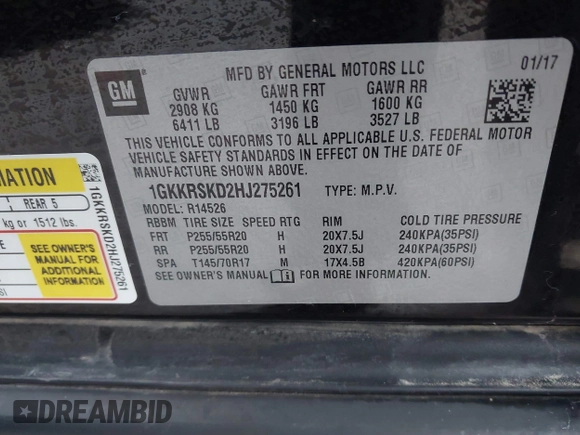 GM
MFD BY GENERAL MOTORS LLC
01/17
GVWR GAWR FRT GAWR RR
2908 KG 1450 KG 1600 KG
6411 LB 3196 LB 3527 LB
THIS VEHICLE CONFORMS TO ALL APPLICABLE U.S. FEDERAL MOTOR
VEHICLE SAFETY STANDARDS IN EFFECT ON THE DATE OF
MANUFACTURE SHOWN ABOVE.
1GKKRSKD2HJ275261 TYPE: M.P.V.
MODEL: R14526
RBBM TIRE SIZE SPEED RTG RIM COLD TIRE PRESSURE
FRT P255/55R20 H 20X7.5J 240KPA(35PSI)
RR P255/55R20 H 20X7.5J 240KPA(35PSI)
SPA T145/70R17 M 17X4.5B 420KPA(60PSI)
SEE OWNER'S MANUAL FOR MORE INFORMATION.
REAR 5
kg or 1512 lbs.
SEE OWNER'S
MANUAL FOR
ADDITIONAL
INFORMATION
1GKKRSKD2HJ275261
DREAMBID